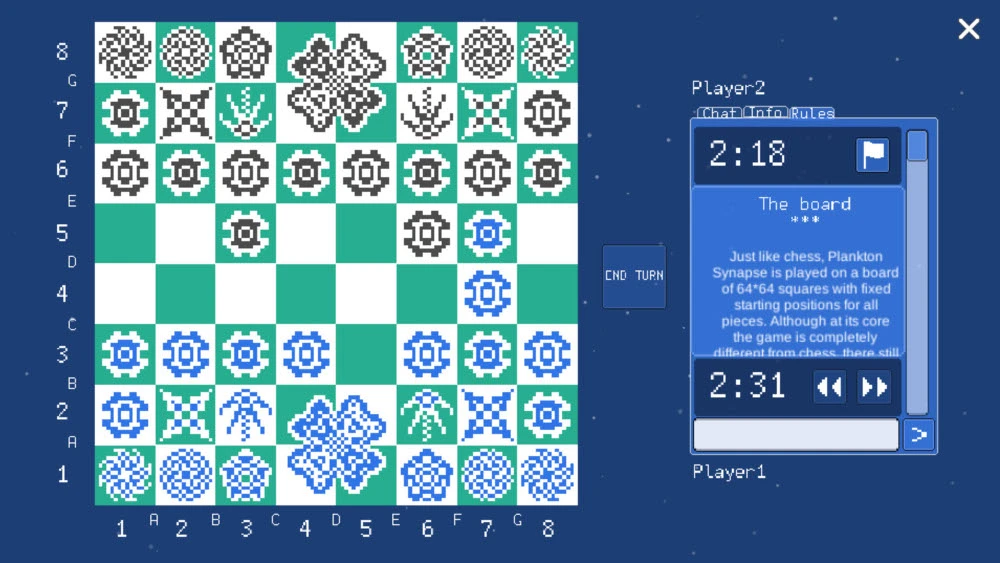 8
G
7
F
6
E
5
D
4
C
3
B
2
A
1
1 A 2 B 3 C 4 D 5 E 6 F 7 G 8
END TURN
Player2
Chat Info Rules
2:18
The board
***
Just like chess, Plankton
Synapse is played on a board
of 64*64 squares with fixed
starting positions for all
pieces. Although at its core
the game is completely
different from chess, there still
2:31
>
Player1